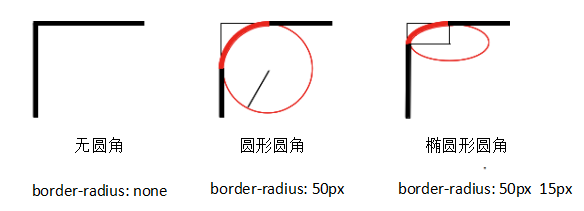 无圆角
圆形圆角
椭圆形圆角
border-radius: none
border-radius: 50px
border-radius: 50px 15px